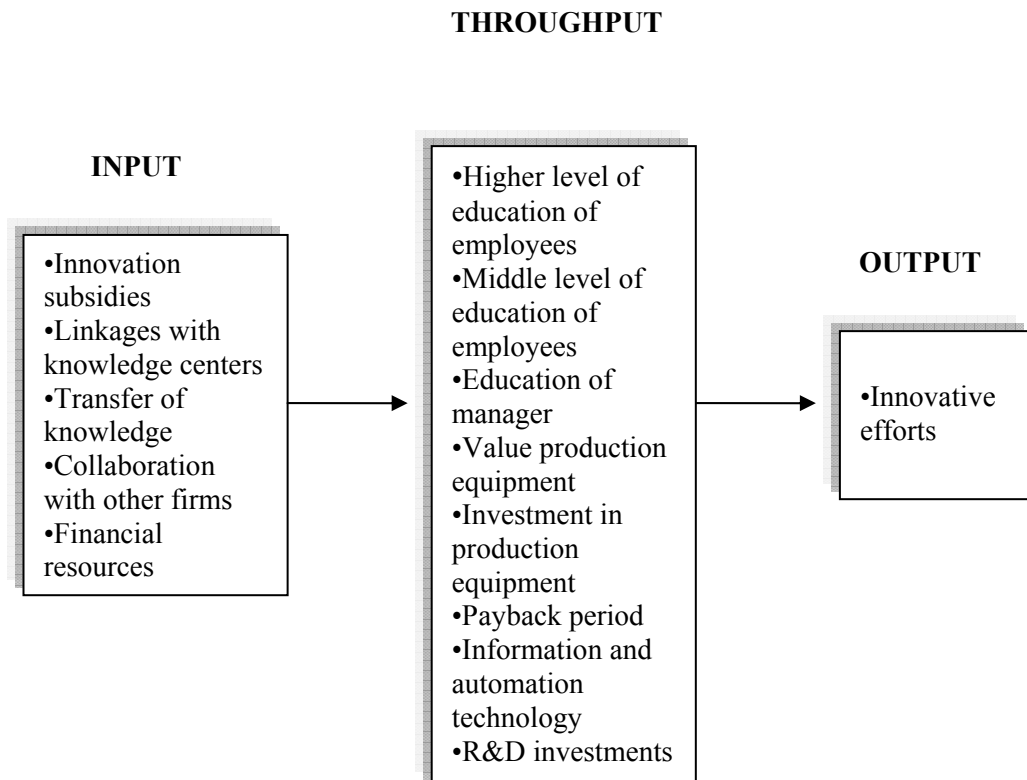 THROUGHPUT
INPUT
•Innovation
subsidies
•Linkages with
knowledge centers
•Transfer of
knowledge
•Collaboration
with other firms
•Financial
resources
•Higher level of
education of
employees
•Middle level of
education of
employees
•Education of
manager
•Value production
equipment
•Investment in
production
equipment
•Payback period
•Information and
automation
technology
•R&D investments
OUTPUT
•Innovative
efforts